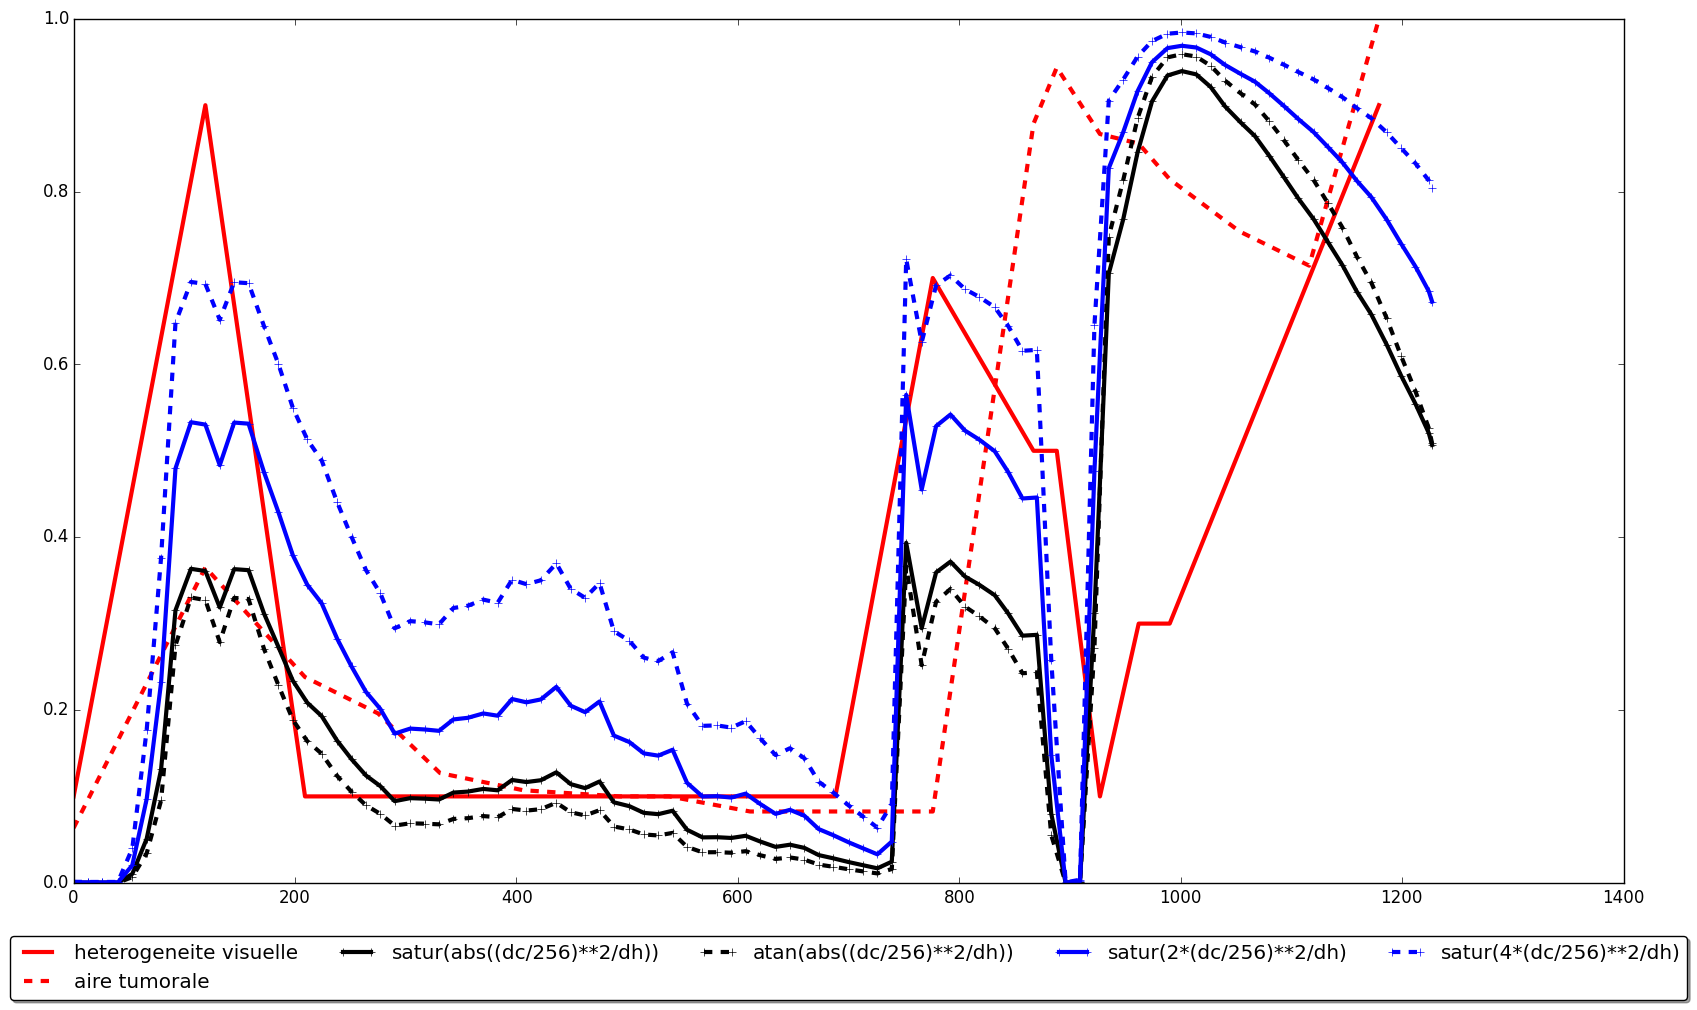 1.0
0.8
0.6
0.4
0.2
0.0
0 200 400 600 800 1000 1200 1400
heterogeneite visuelle satur(abs((dc/256)**2/dh)) atan(abs((dc/256)**2/dh)) satur(2*(dc/256)**2/dh) satur(4*(dc/256)**2/dh)
aire tumorale